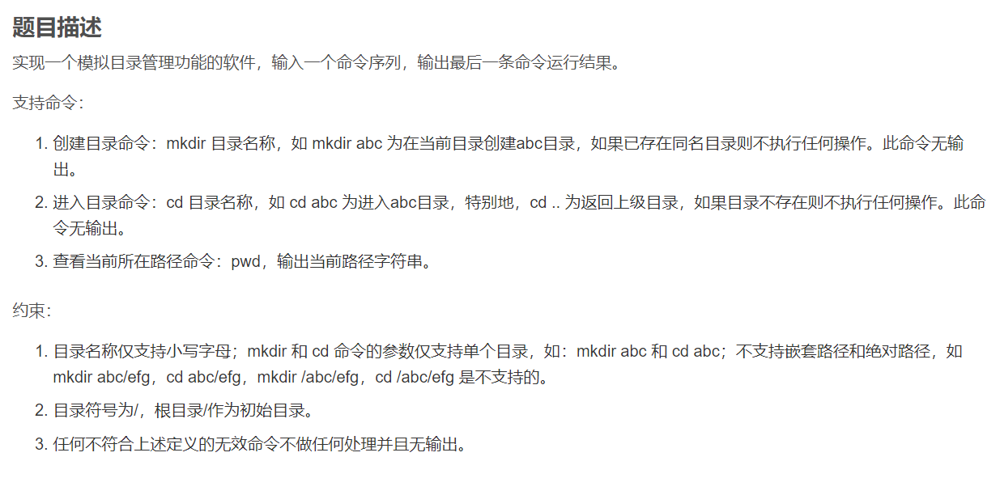 题目描述
实现一个模拟目录管理功能的软件，输入一个命令序列，输出最后一条命令运行结果。
支持命令：
1. 创建目录命令：mkdir 目录名称，如 mkdir abc 为在当前目录创建abc目录，如果已存在同名目录则不执行任何操作。此命令无输
出。
2. 进入目录命令：cd 目录名称，如 cd abc 为进入abc目录，特别地，cd .. 为返回上级目录，如果目录不存在则不执行任何操作。此命
令无输出。
3. 查看当前所在路径命令：pwd，输出当前路径字符串。
约束：
1. 目录名称仅支持小写字母；mkdir 和 cd 命令的参数仅支持单个目录，如：mkdir abc 和 cd abc；不支持嵌套路径和绝对路径，如
mkdir abc/efg，cd abc/efg，mkdir /abc/efg，cd /abc/efg 是不支持的。
2. 目录符号为/，根目录/作为初始目录。
3. 任何不符合上述定义的无效命令不做任何处理并且无输出。